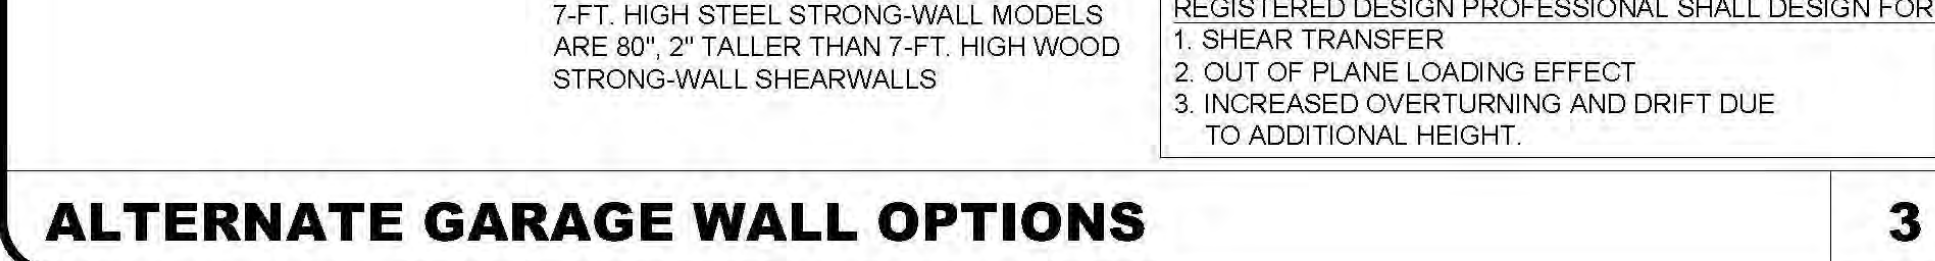 7-FT. HIGH STEEL STRONG-WALL MODELS
ARE 80", 2" TALLER THAN 7-FT. HIGH WOOD
STRONG-WALL SHEARWALLS
REGISTERED DESIGN PROFESSIONAL SHALL DESIGN FOR
1. SHEAR TRANSFER
2. OUT OF PLANE LOADING EFFECT
3. INCREASED OVERTURNING AND DRIFT DUE
TO ADDITIONAL HEIGHT.
ALTERNATE GARAGE WALL OPTIONS
3